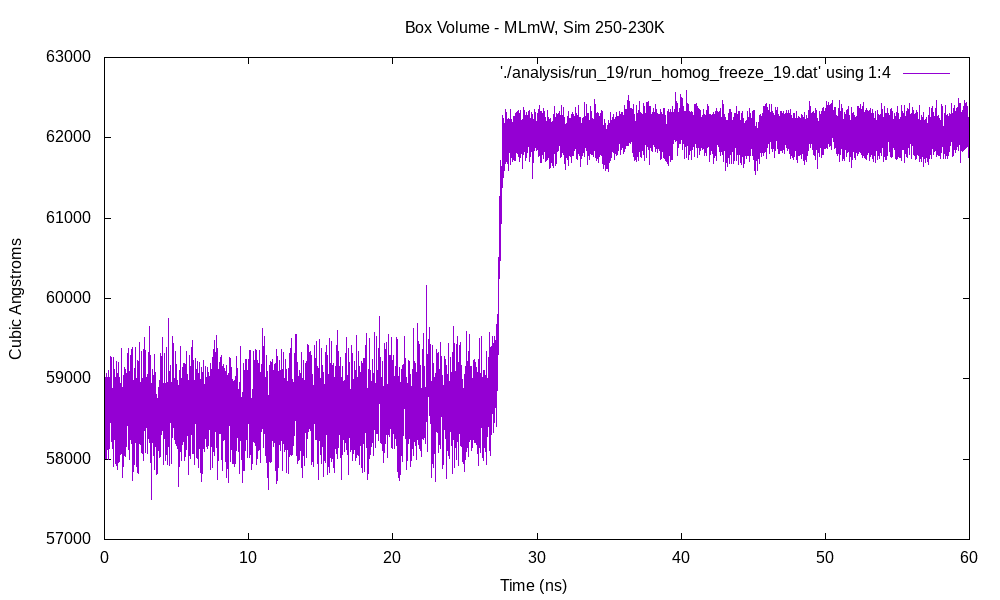 Box Volume - MLmW, Sim 250-230K
'./analysis/run_19/run_homog_freeze_19.dat' using 1:4
63000
62000
61000
60000
59000
58000
57000
Cubic Angstroms
0 10 20 30 40 50 60
Time (ns)